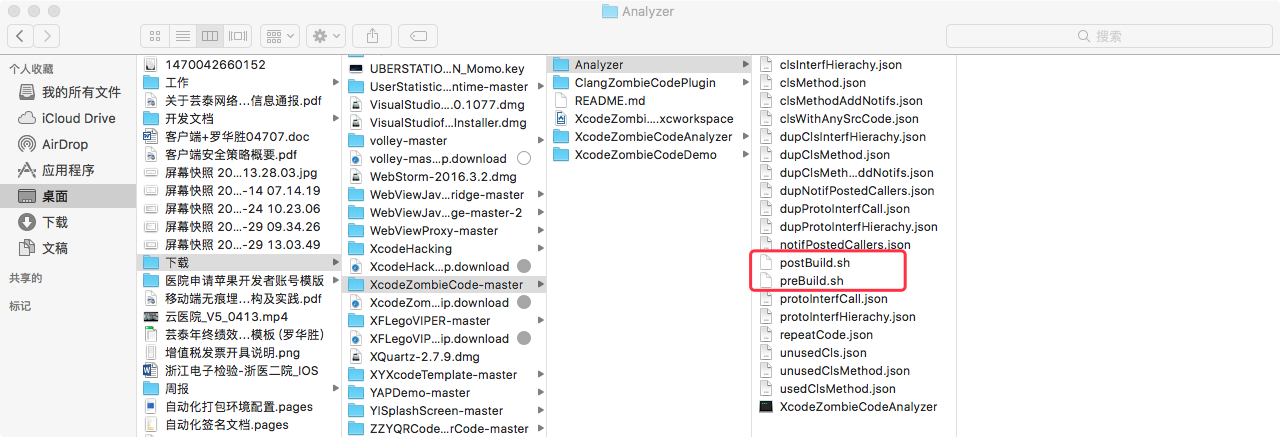 Analyzer
搜索
个人收藏
我的所有文件
iCloud Drive
AirDrop
应用程序
桌面
下载
文稿
共享的
标记
1470042660152
工作
关于芸泰网络...信息通报.pdf
开发文档
客户端+罗华胜04707.doc
客户端安全策略概要.pdf
屏幕快照 20...13.28.03.jpg
屏幕快照 20...-14 07.14.19
屏幕快照 20...-24 10.23.06
屏幕快照 20...-29 09.34.26
屏幕快照 20...-29 13.03.49
下载
医院申请苹果开发者账号模版
移动端无痕埋...构及实践.pdf
云医院_V5_0413.mp4
芸泰年终绩效...模板 (罗华胜)
增值税发票开具说明.png
浙江电子检验-浙医二院_IOS
周报
自动化打包环境配置.pages
自动化签名文档.pages
UBERSTATIO...N_Momo.key
UserStatistic...ntime-master
VisualStudio....0.1077.dmg
VisualStudiof...Installer.dmg
volley-master
volley-mas...p.download
WebStorm-2016.3.2.dmg
WebViewJav...ridge-master
WebViewJav...ge-master-2
WebViewProxy-master
XcodeHacking
XcodeHack...p.download
XcodeZombieCode-master
XcodeZom...ip.download
XFLegoVIPER-master
XFLegoVIP...ip.download
XQuartz-2.7.9.dmg
XYXcodeTemplate-master
YAPDemo-master
YISplashScreen-master
ZZYQRCode...rCode-master
Analyzer
ClangZombieCodePlugin
README.md
XcodeZombi....xcworkspace
XcodeZombieCodeAnalyzer
XcodeZombieCodeDemo
clsInterfHierachy.json
clsMethod.json
clsMethodAddNotifs.json
clsWithAnySrcCode.json
dupClsInterfHierachy.json
dupClsMethod.json
dupClsMeth...ddNotifs.json
dupNotifPostedCallers.json
dupProtoInterfCall.json
dupProtoInterfHierachy.json
notifPostedCallers.json
postBuild.sh
preBuild.sh
protoInterfCall.json
protoInterfHierachy.json
repeatCode.json
unusedCls.json
unusedClsMethod.json
usedClsMethod.json
XcodeZombieCodeAnalyzer